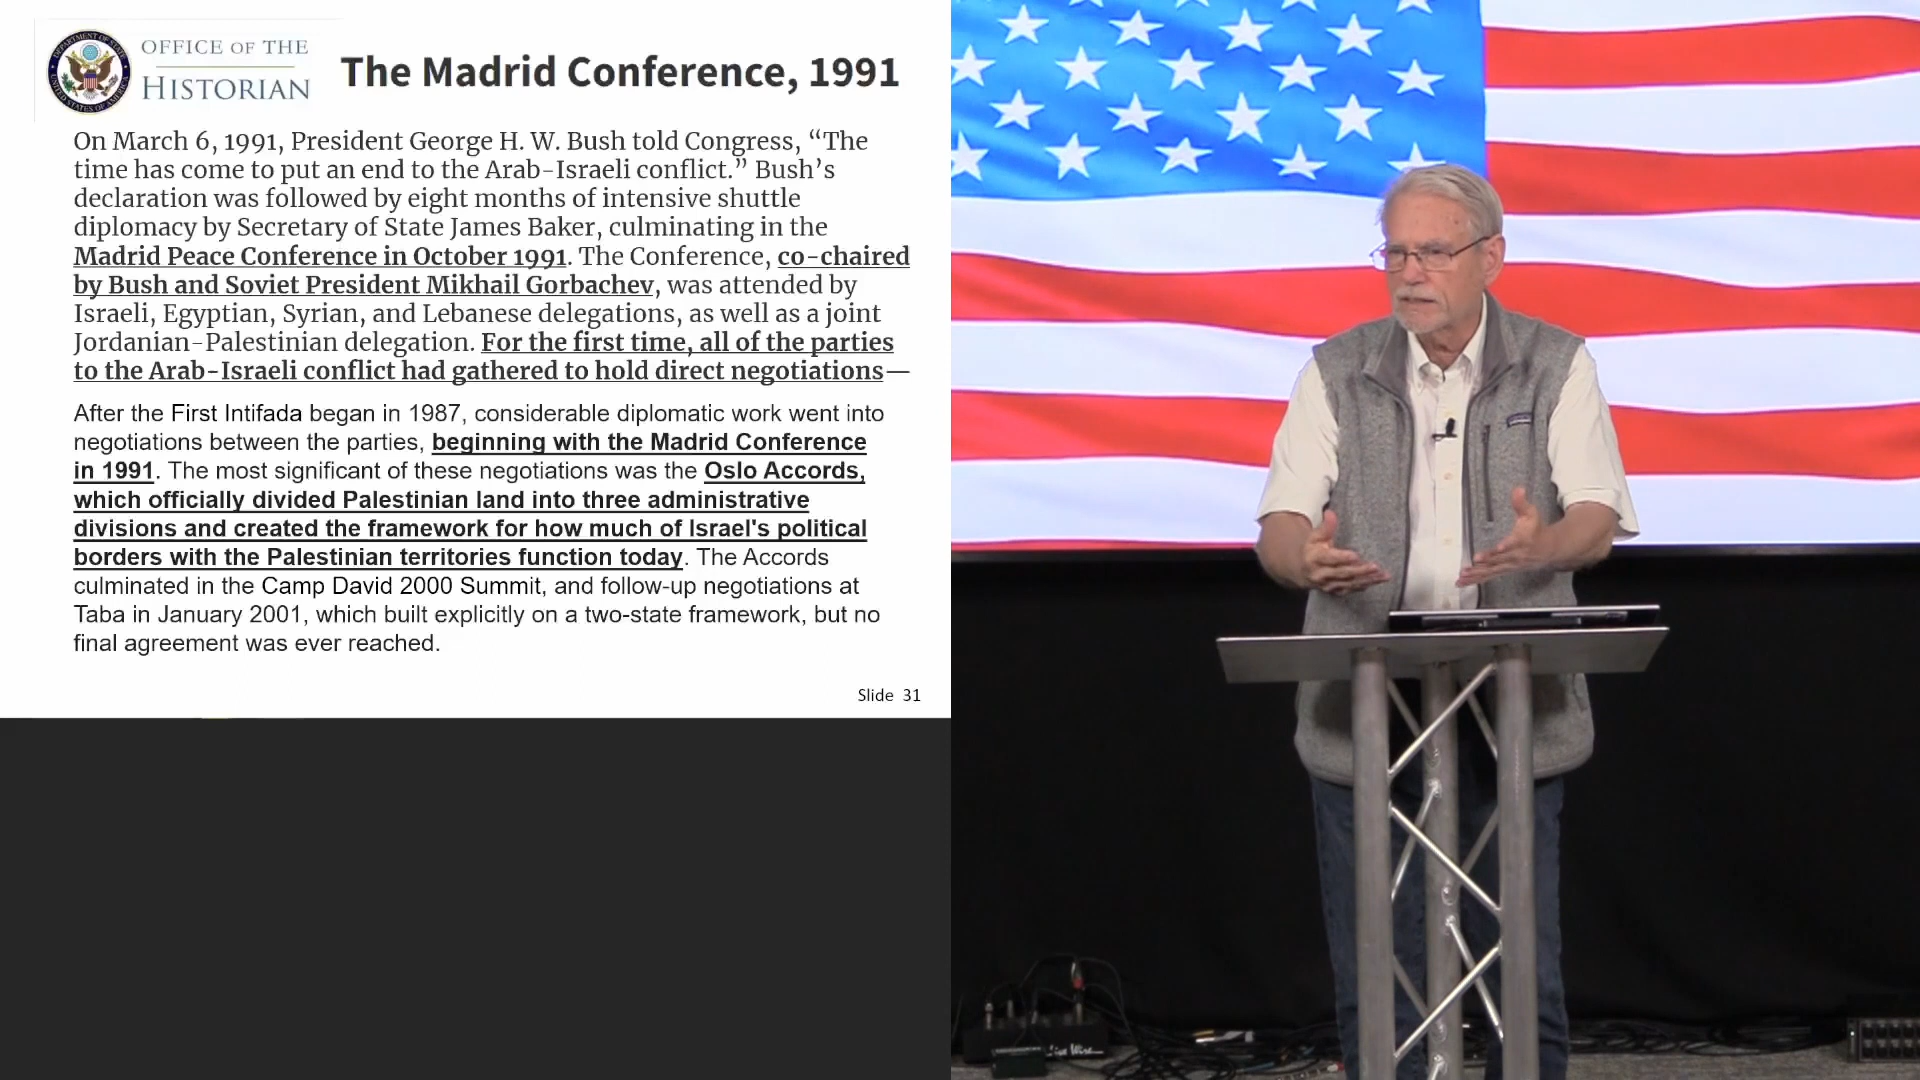 OFFICE OF THE
HISTORIAN
The Madrid Conference, 1991
On March 6, 1991, President George H. W. Bush told Congress, “The
time has come to put an end to the Arab-Israeli conflict.” Bush’s
declaration was followed by eight months of intensive shuttle
diplomacy by Secretary of State James Baker, culminating in the
Madrid Peace Conference in October 1991. The Conference, co-chaired
by Bush and Soviet President Mikhail Gorbachev, was attended by
Israeli, Egyptian, Syrian, and Lebanese delegations, as well as a joint
Jordanian-Palestinian delegation. For the first time, all of the parties
to the Arab-Israeli conflict had gathered to hold direct negotiations—
After the First Intifada began in 1987, considerable diplomatic work went into
negotiations between the parties, beginning with the Madrid Conference
in 1991. The most significant of these negotiations was the Oslo Accords,
which officially divided Palestinian land into three administrative
divisions and created the framework for how much of Israel's political
borders with the Palestinian territories function today. The Accords
culminated in the Camp David 2000 Summit, and follow-up negotiations at
Taba in January 2001, which built explicitly on a two-state framework, but no
final agreement was ever reached.
Slide 31